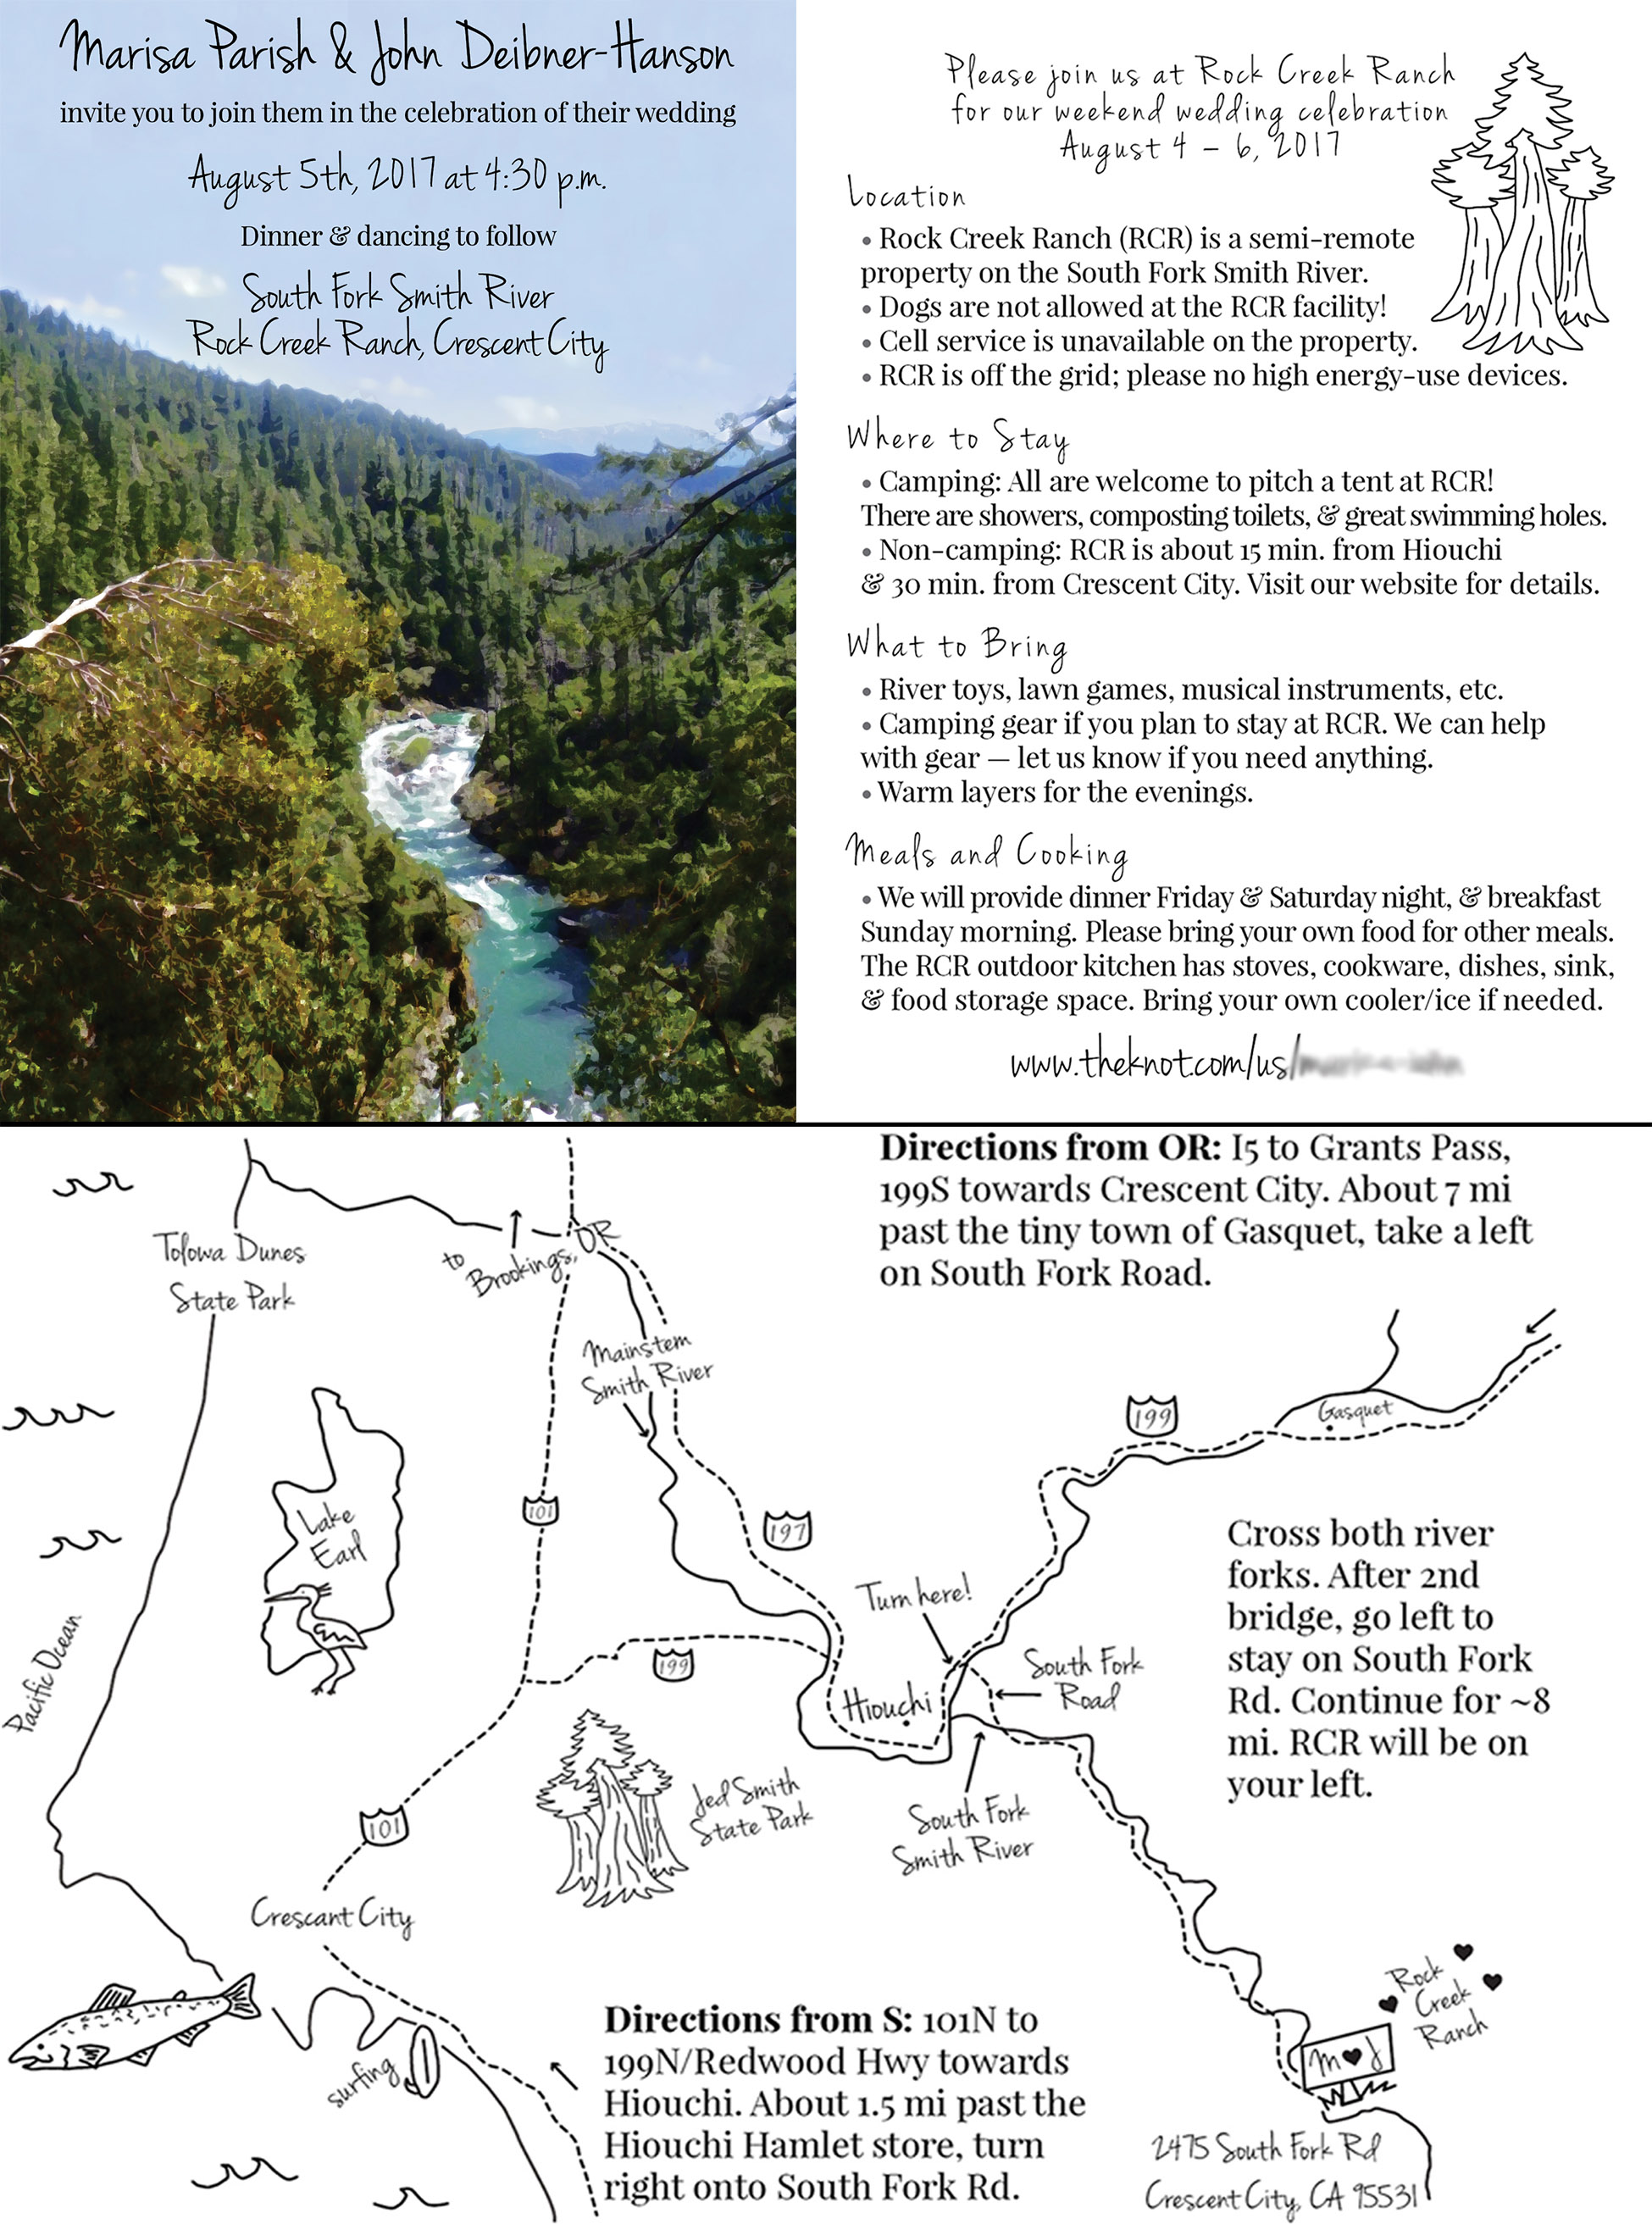 Marisa Parish & John Deibner-Hanson
invite you to join them in the celebration of their wedding
August 5th, 2017 at 4:30 p.m.
Dinner & dancing to follow
South Fork Smith River
Rock Creek Ranch, Crescent City
Please join us at Rock Creek Ranch
for our weekend wedding celebration
August 4 – 6, 2017
Location
• Rock Creek Ranch (RCR) is a semi-remote
property on the South Fork Smith River.
• Dogs are not allowed at the RCR facility!
• Cell service is unavailable on the property.
• RCR is off the grid; please no high energy-use devices.
Where to Stay
• Camping: All are welcome to pitch a tent at RCR!
There are showers, composting toilets, & great swimming holes.
• Non-camping: RCR is about 15 min. from Hiouchi
& 30 min. from Crescent City. Visit our website for details.
What to Bring
• River toys, lawn games, musical instruments, etc.
• Camping gear if you plan to stay at RCR. We can help
with gear — let us know if you need anything.
• Warm layers for the evenings.
Meals and Cooking
• We will provide dinner Friday & Saturday night, & breakfast
Sunday morning. Please bring your own food for other meals.
The RCR outdoor kitchen has stoves, cookware, dishes, sink,
& food storage space. Bring your own cooler/ice if needed.
www.theknot.com/us/
Directions from OR: I5 to Grants Pass,
199S towards Crescent City. About 7 mi
past the tiny town of Gasquet, take a left
on South Fork Road.
Tolowa Dunes
State Park
to
Brookings, OR
Mainstem
Smith River
199
Gasquet
Lake
Earl
101
197
Cross both river
forks. After 2nd
bridge, go left to
stay on South Fork
Rd. Continue for ~8
mi. RCR will be on
your left.
Turn here!
Pacific Ocean
199
Hiouchi
South Fork
Road
Jed Smith
State Park
South Fork
Smith River
101
Crescant City
surfing
Directions from S: 101N to
199N/Redwood Hwy towards
Hiouchi. About 1.5 mi past the
Hiouchi Hamlet store, turn
right onto South Fork Rd.
Rock
Creek
Ranch
M♥J
2475 South Fork Rd
Crescent City, CA 95531